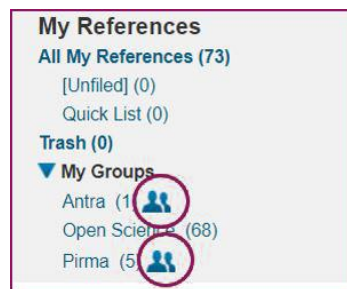 My References
All My References (73)
[Unfiled] (0)
Quick List (0)
Trash (0)
My Groups
Antra (1)
Open Science (68)
Pirma (5)